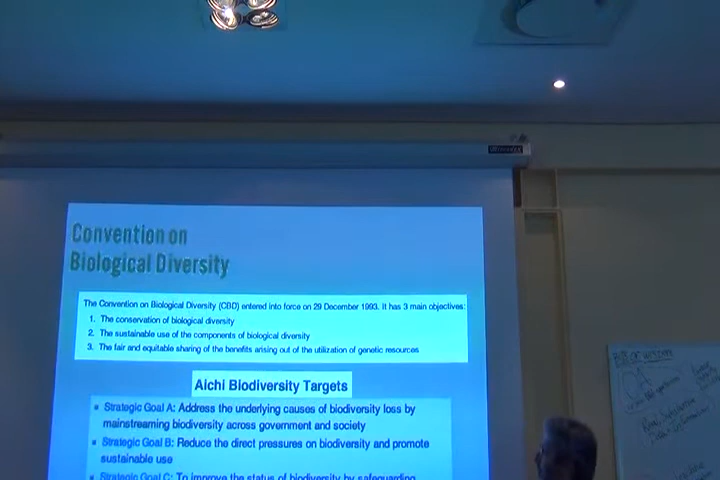 Convention on
Biological Diversity
The Convention on Biological Diversity (CBD) entered into force on 29 December 1993. It has 3 main objectives:
1. The conservation of biological diversity
2. The sustainable use of the components of biological diversity
3. The fair and equitable sharing of the benefits arising out of the utilization of genetic resources
Aichi Biodiversity Targets
Strategic Goal A: Address the underlying causes of biodiversity loss by
mainstreaming biodiversity across government and society
Strategic Goal B: Reduce the direct pressures on biodiversity and promote
sustainable use
Strategic Goal C: To improve the status of biodiversity by safeguarding